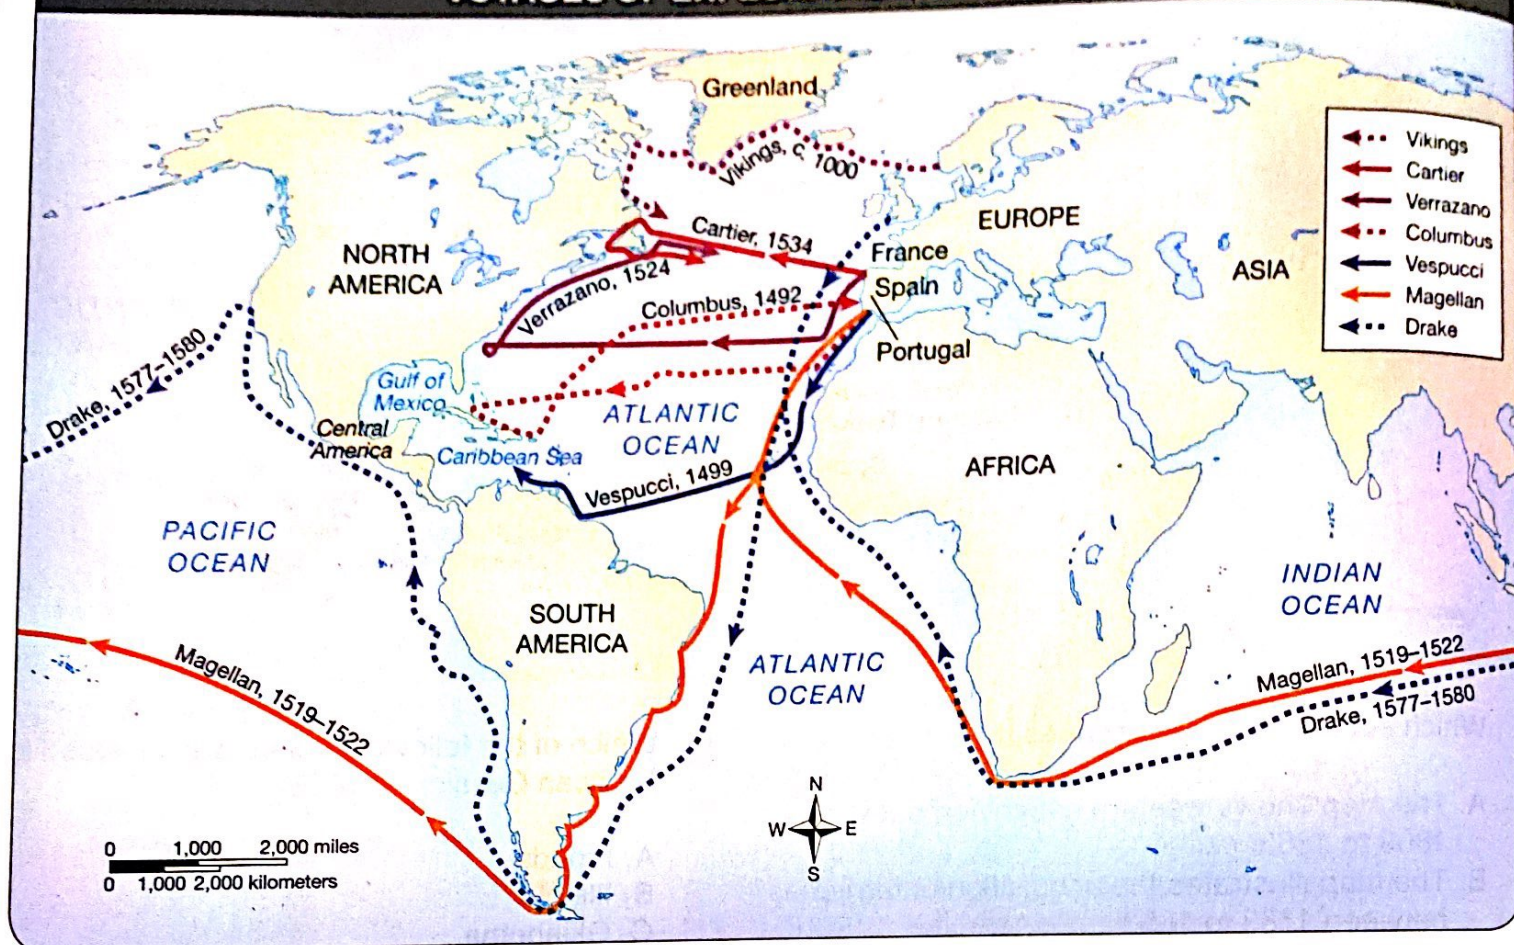 VOYAGES OF
Greenland
Vikings, c. 1000
Vikings
Cartier
Verrazano
Columbus
Vespucci
Magellan
Drake
NORTH
AMERICA
Cartier, 1534
EUROPE
France
Spain
Portugal
ASIA
Verrazano, 1524
Columbus, 1492
Drake, 1577–1580
Gulf of
Mexico
Central
America
Caribbean Sea
ATLANTIC
OCEAN
Vespucci, 1499
AFRICA
PACIFIC
OCEAN
INDIAN
OCEAN
SOUTH
AMERICA
ATLANTIC
OCEAN
Magellan, 1519–1522
Magellan, 1519–1522
Drake, 1577–1580
N
W E
S
0 1,000 2,000 miles
0 1,000 2,000 kilometers